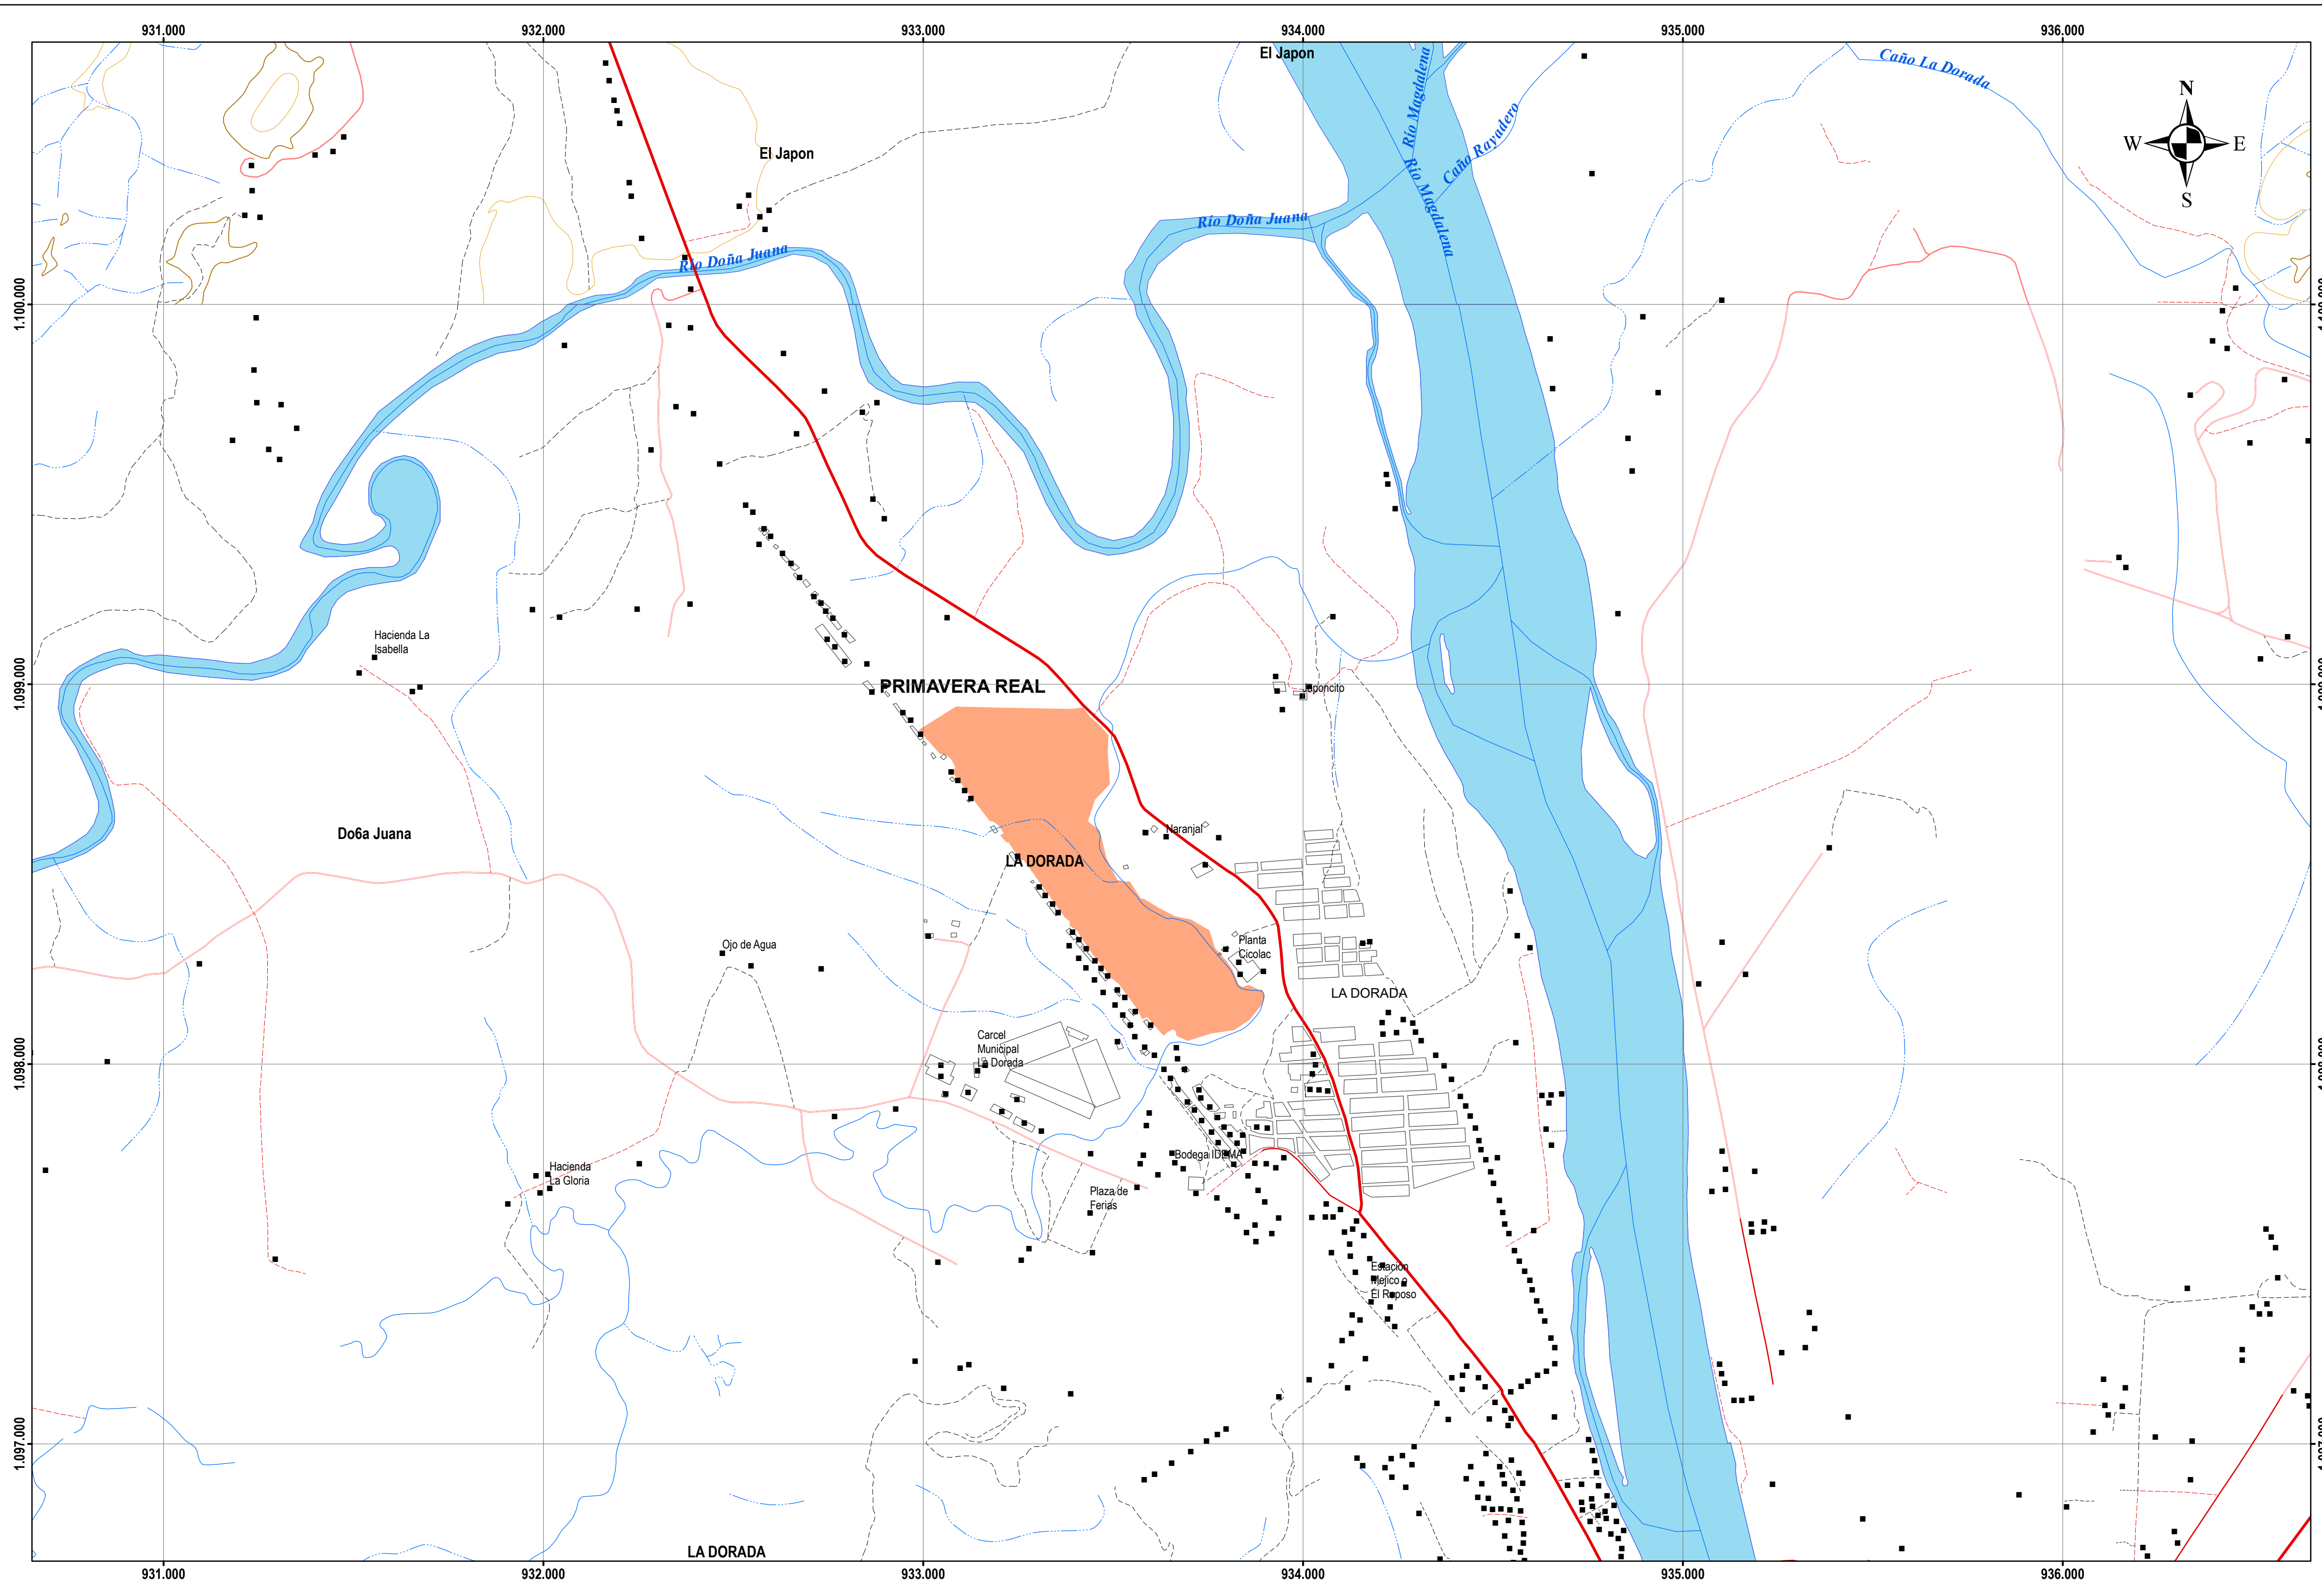 931.000
932.000
933.000
934.000
935.000
936.000
El Japon
Caño La Dorada
Río Magdalena
N
Caño Rayadero
W
E
El Japon
Río Magdalena
S
Río Doña Juana
Río Doña Juana
1.100.000
Hacienda La
Isabella
1.099.000
PRIMAVERA REAL
Japoncito
Naranjal
Do6a Juana
LA DORADA
Ojo de Agua
Planta
Cicolac
LA DORADA
Carcel
Municipal
La Dorada
1.098.000
Bodega IDEMA
Hacienda
La Gloria
Plaza de
Ferias
Estación
Mejico o
El Reposo
1.097.000
LA DORADA
931.000
932.000
933.000
934.000
935.000
936.000